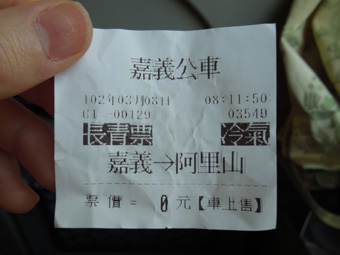 嘉義公車
102年03月08日 08:11:50
01 -00129 03549
長青票 冷氣
嘉義→阿里山
票 價 = 0 元【車上售】